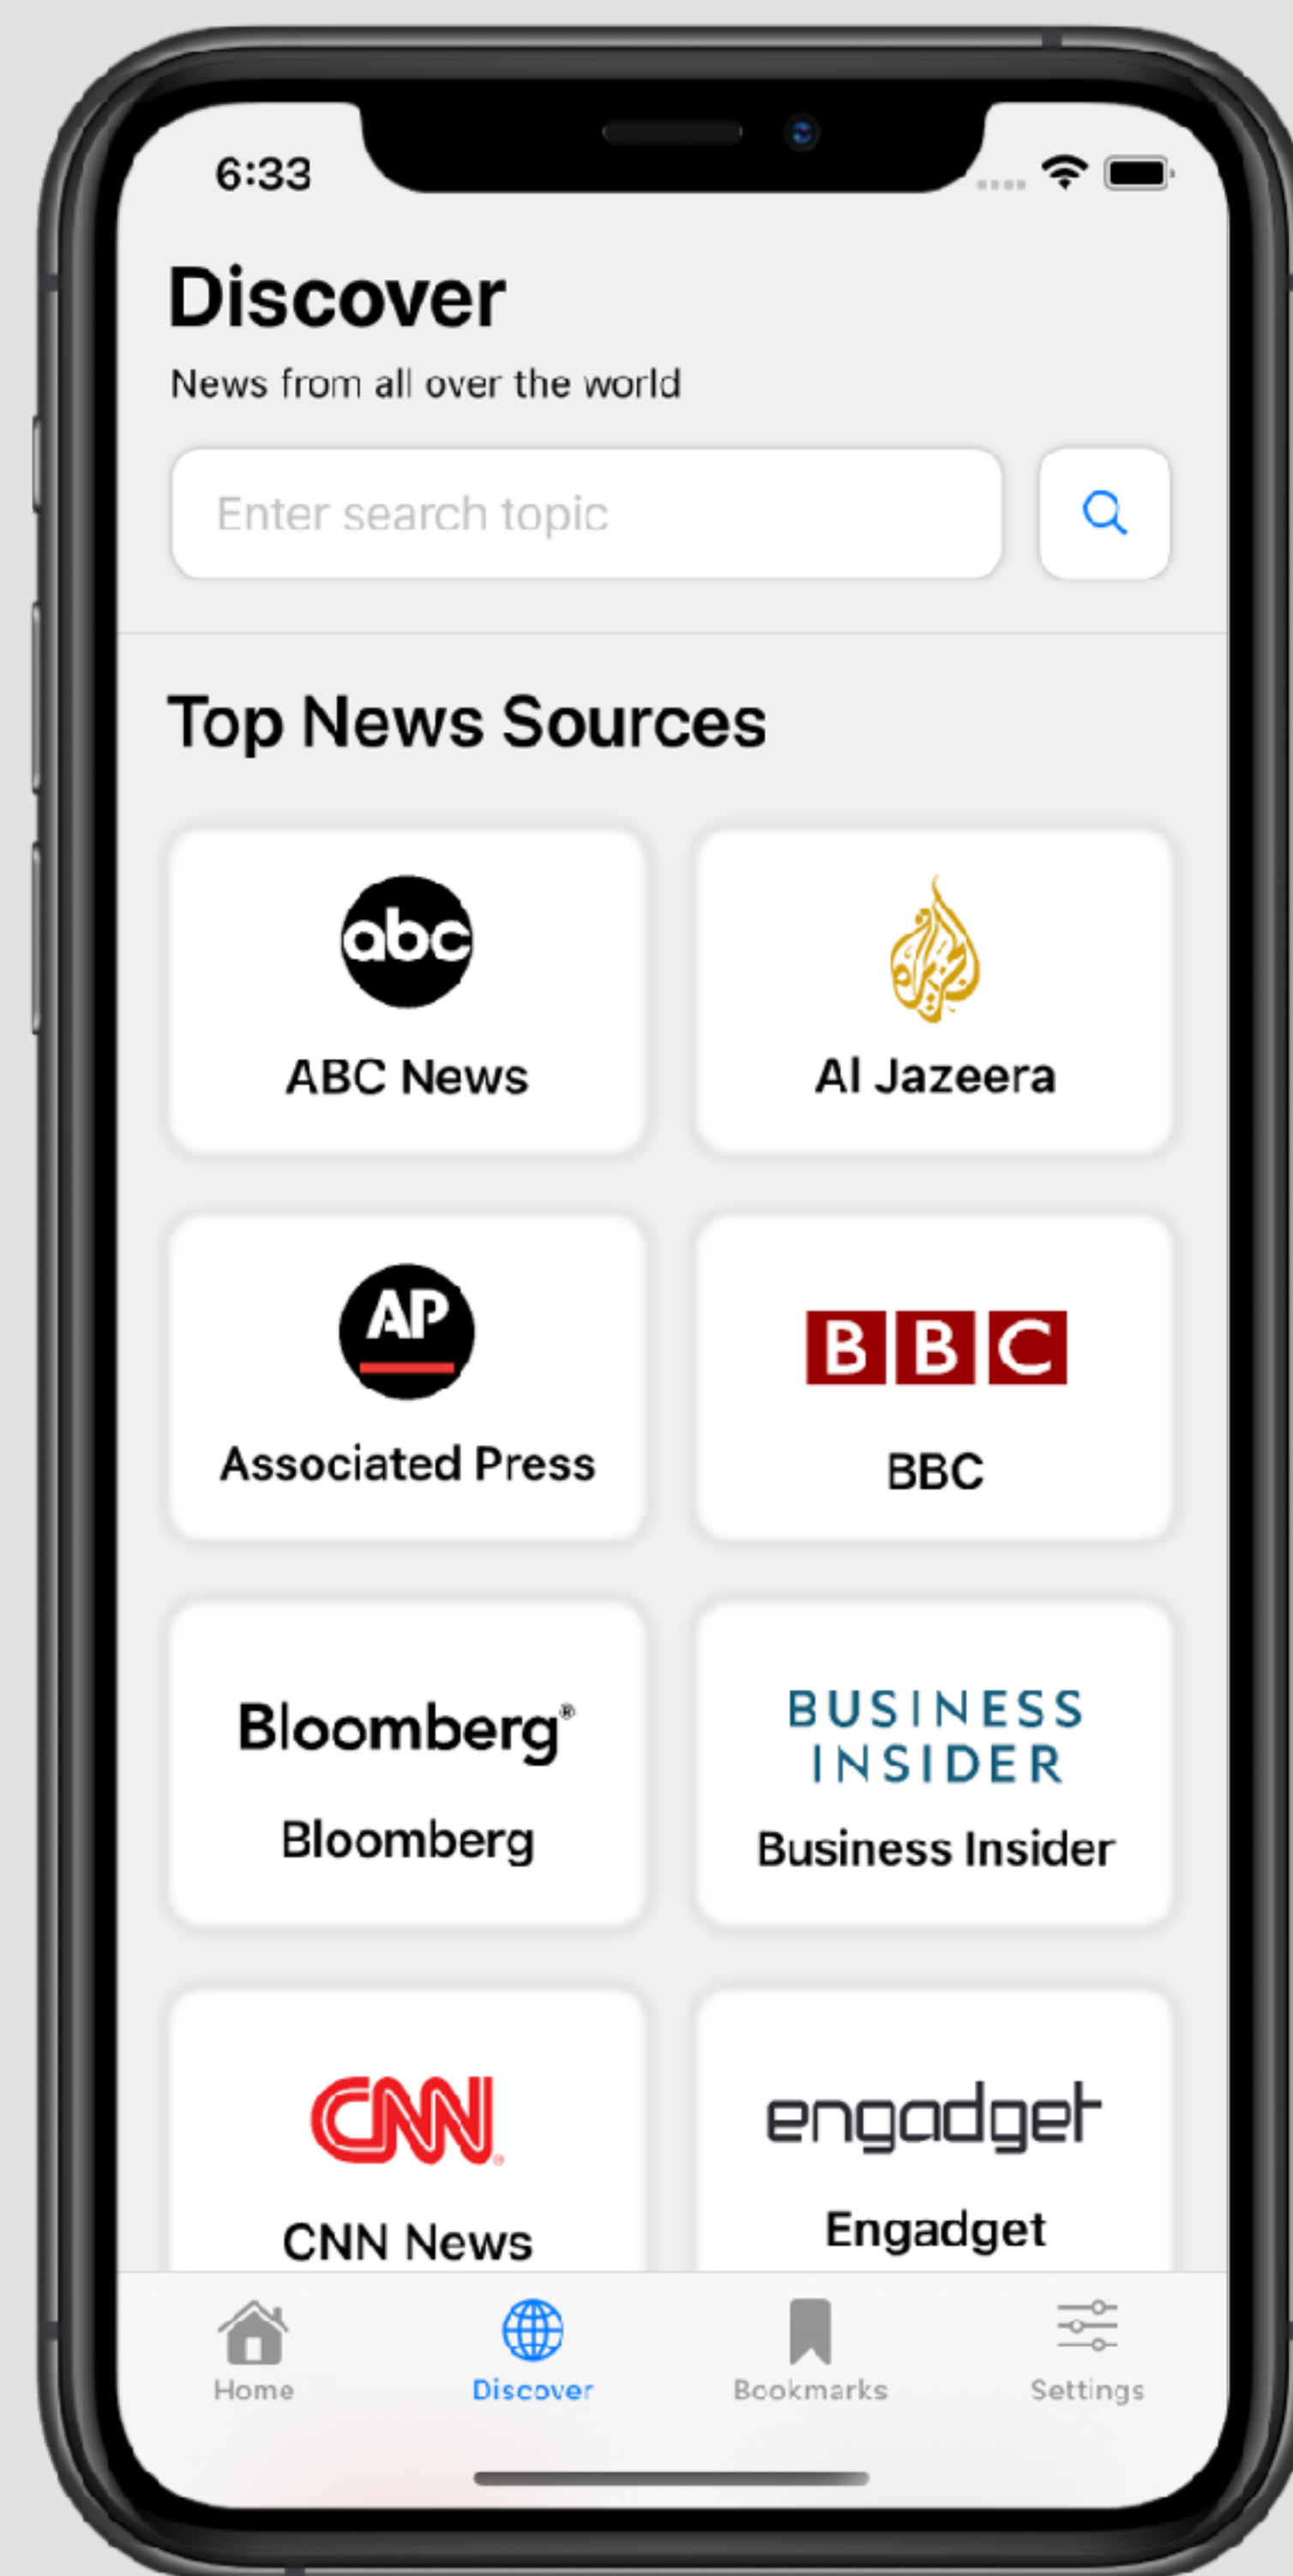 6:33
Discover
News from all over the world
Enter search topic
Top News Sources
abc
ABC News
الجزيرة
Al Jazeera
AP
Associated Press
BBC
BBC
Bloomberg®
Bloomberg
BUSINESS
INSIDER
Business Insider
CNN
CNN News
engadget
Engadget
Home
Discover
Bookmarks
Settings